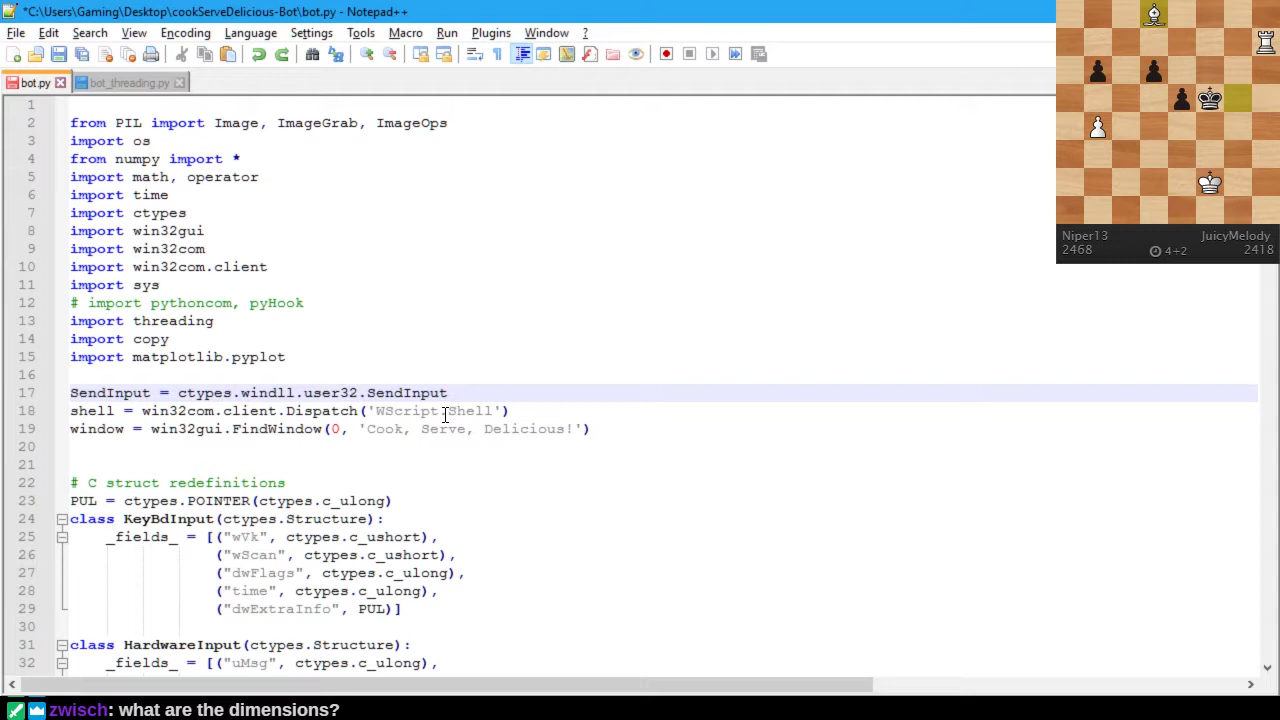 *C:\Users\Gaming\Desktop\cookServeDelicious-Bot\bot.py - Notepad++
File Edit Search View Encoding Language Settings Tools Macro Run Plugins Window ?
bot.py bot_threading.py
1
2 from PIL import Image, ImageGrab, ImageOps
3 import os
4 from numpy import *
5 import math, operator
6 import time
7 import ctypes
8 import win32gui
9 import win32com
10 import win32com.client
11 import sys
12 # import pythoncom, pyHook
13 import threading
14 import copy
15 import matplotlib.pyplot
16
17 SendInput = ctypes.windll.user32.SendInput
18 shell = win32com.client.Dispatch('WScript.Shell')
19 window = win32gui.FindWindow(0, 'Cook, Serve, Delicious!')
20
21
22 # C struct redefinitions
23 PUL = ctypes.POINTER(ctypes.c_ulong)
24 class KeyBdInput(ctypes.Structure):
25 _fields_ = [("wVk", ctypes.c_ushort),
26 ("wScan", ctypes.c_ushort),
27 ("dwFlags", ctypes.c_ulong),
28 ("time", ctypes.c_ulong),
29 ("dwExtraInfo", PUL)]
30
31 class HardwareInput(ctypes.Structure):
32 _fields_ = [("uMsg", ctypes.c_ulong),
Niper13 JuicyMelody
2468 4+2 2418
zwisch: what are the dimensions?